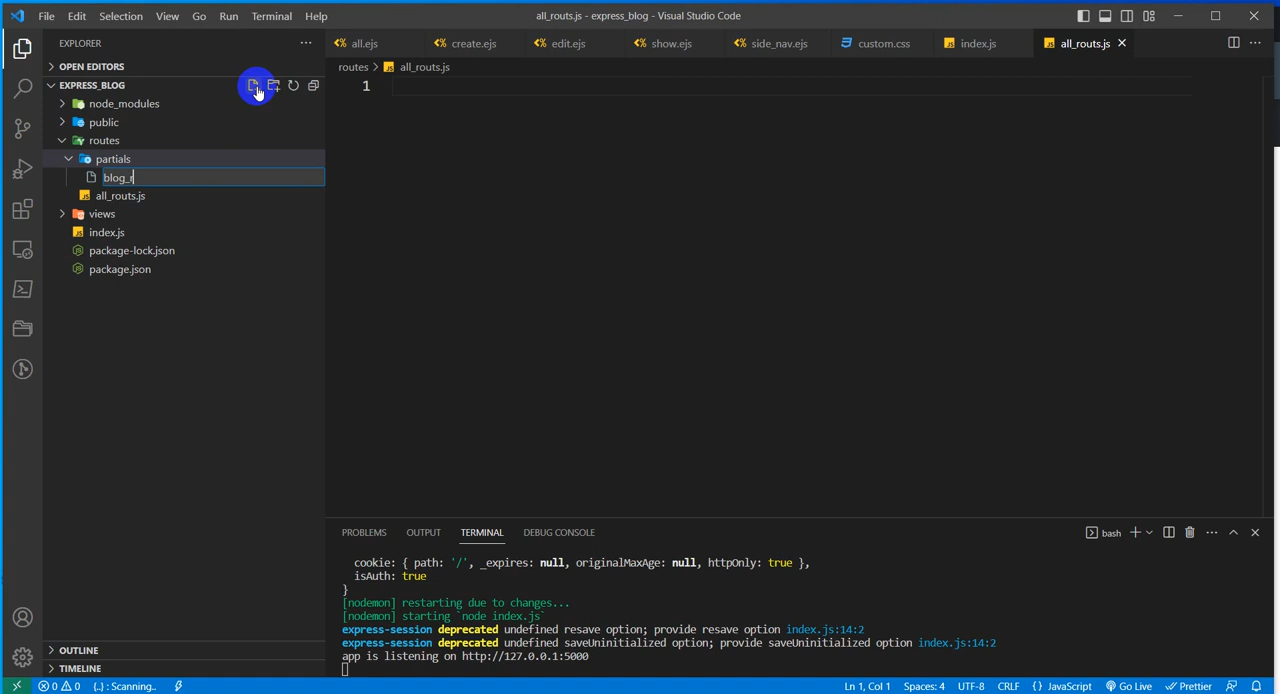 File Edit Selection View Go Run Terminal Help
all_routs.js - express_blog - Visual Studio Code
EXPLORER
all.ejs
create.ejs
edit.ejs
show.ejs
side_nav.ejs
custom.css
index.js
all_routs.js
OPEN EDITORS
routes > all_routs.js
EXPRESS_BLOG
1
node_modules
public
routes
partials
blog_r
all_routs.js
views
index.js
package-lock.json
package.json
PROBLEMS OUTPUT TERMINAL DEBUG CONSOLE
bash
cookie: { path: '/', _expires: null, originalMaxAge: null, httpOnly: true },
isAuth: true
}
[nodemon] restarting due to changes...
[nodemon] starting `node index.js`
express-session deprecated undefined resave option; provide resave option index.js:14:2
express-session deprecated undefined saveUninitialized option; provide saveUninitialized option index.js:14:2
app is listening on http://127.0.0.1:5000
OUTLINE
TIMELINE
0 0 {..} : Scanning.. Ln 1, Col 1 Spaces: 4 UTF-8 CRLF {} JavaScript Go Live Prettier